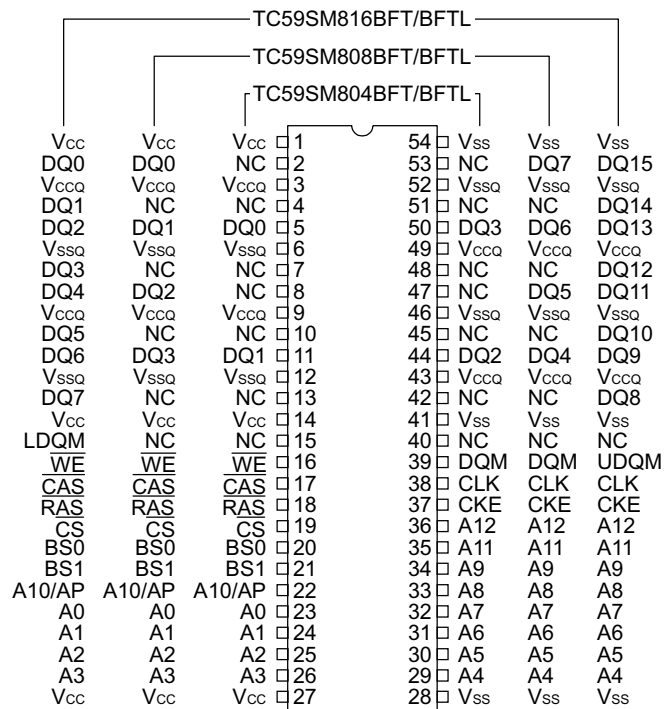 TC59SM816BFT/BFTL
TC59SM808BFT/BFTL
TC59SM804BFT/BFTL
VCC VCC VCC 1 54 VSS VSS VSS
DQ0 DQ0 NC 2 53 NC DQ7 DQ15
VCCQ VCCQ VCCQ 3 52 VSSQ VSSQ VSSQ
DQ1 NC NC 4 51 NC NC DQ14
DQ2 DQ1 DQ0 5 50 DQ3 DQ6 DQ13
VSSQ VSSQ VSSQ 6 49 VCCQ VCCQ VCCQ
DQ3 NC NC 7 48 NC NC DQ12
DQ4 DQ2 NC 8 47 NC DQ5 DQ11
VCCQ VCCQ VCCQ 9 46 VSSQ VSSQ VSSQ
DQ5 NC NC 10 45 NC NC DQ10
DQ6 DQ3 DQ1 11 44 DQ2 DQ4 DQ9
VSSQ VSSQ VSSQ 12 43 VCCQ VCCQ VCCQ
DQ7 NC NC 13 42 NC NC DQ8
VCC VCC VCC 14 41 VSS VSS VSS
LDQM NC NC 15 40 NC NC NC
WE WE WE 16 39 DQM DQM UDQM
CAS CAS CAS 17 38 CLK CLK CLK
RAS RAS RAS 18 37 CKE CKE CKE
CS CS CS 19 36 A12 A12 A12
BS0 BS0 BS0 20 35 A11 A11 A11
BS1 BS1 BS1 21 34 A9 A9 A9
A10/AP A10/AP A10/AP 22 33 A8 A8 A8
A0 A0 A0 23 32 A7 A7 A7
A1 A1 A1 24 31 A6 A6 A6
A2 A2 A2 25 30 A5 A5 A5
A3 A3 A3 26 29 A4 A4 A4
VCC VCC VCC 27 28 VSS VSS VSS